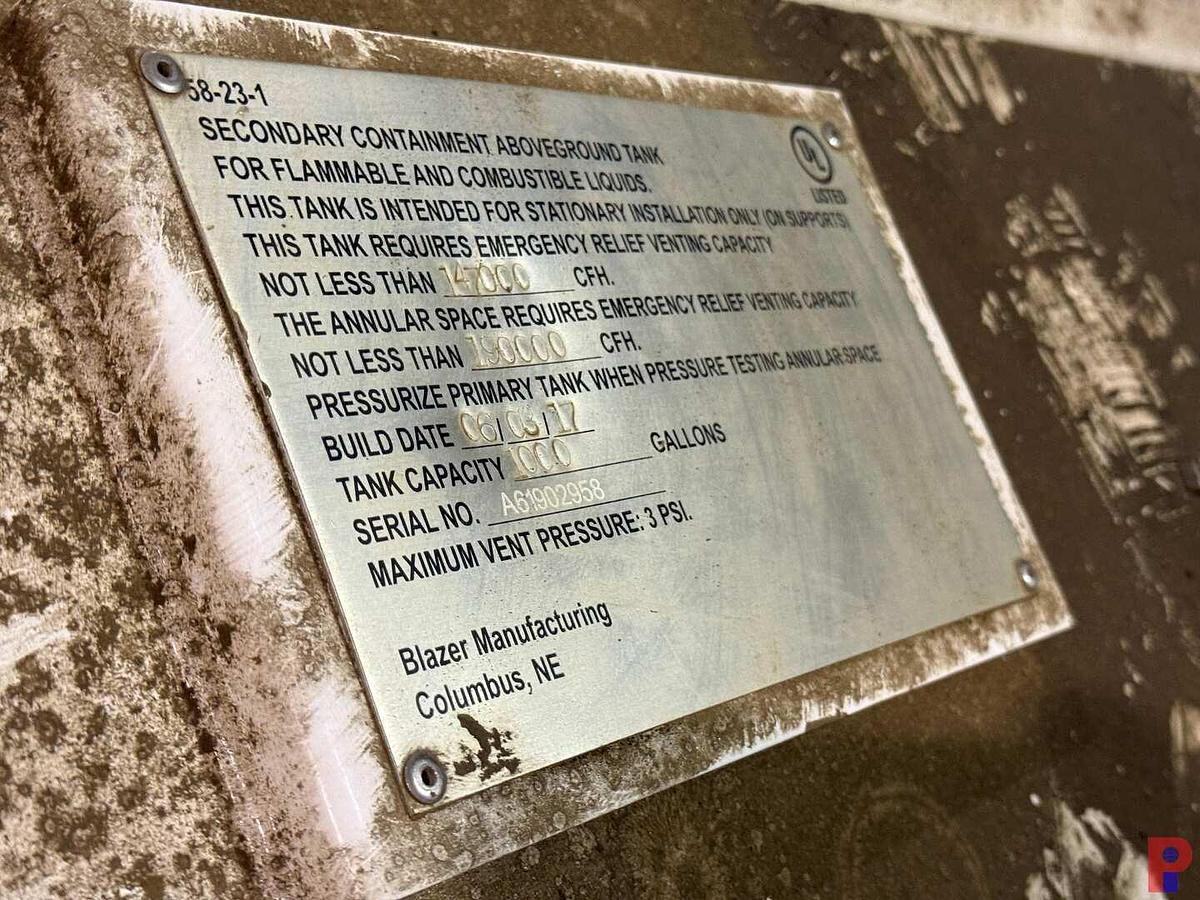 58-23-1
SECONDARY CONTAINMENT ABOVEGROUND TANK
FOR FLAMMABLE AND COMBUSTIBLE LIQUIDS.
UL
LISTED
THIS TANK IS INTENDED FOR STATIONARY INSTALLATION ONLY (ON SUPPORTS)
THIS TANK REQUIRES EMERGENCY RELIEF VENTING CAPACITY
NOT LESS THAN 147000 CFH.
THE ANNULAR SPACE REQUIRES EMERGENCY RELIEF VENTING CAPACITY
NOT LESS THAN 190000 CFH.
PRESSURIZE PRIMARY TANK WHEN PRESSURE TESTING ANNULAR SPACE
BUILD DATE 06/08/17
TANK CAPACITY 1000 GALLONS
SERIAL NO. A61902958
MAXIMUM VENT PRESSURE: 3 PSI.
Blazer Manufacturing
Columbus, NE